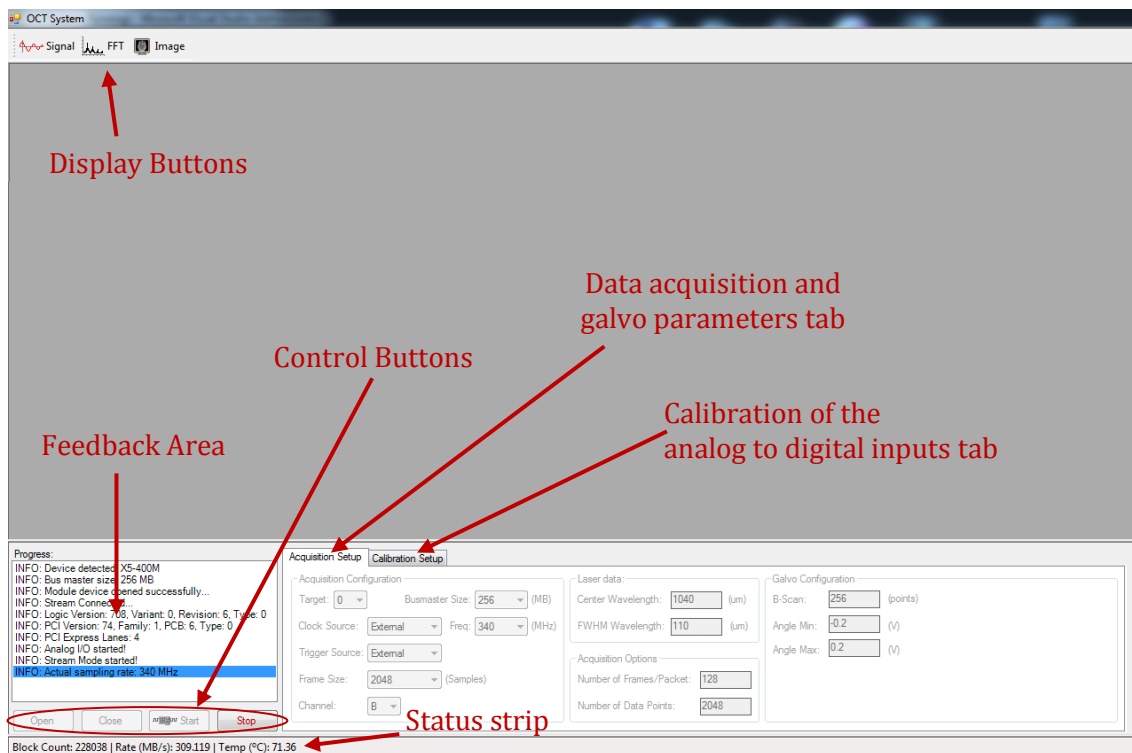 OCT System
Signal FFT Image
Display Buttons
Data acquisition and
galvo parameters tab
Control Buttons
Calibration of the
analog to digital inputs tab
Feedback Area
Progress:
INFO: Device detected: X5-400M
INFO: Bus master size: 256 MB
INFO: Module device opened successfully...
INFO: Stream Connected...
INFO: Logic Version: 708, Variant: 0, Revision: 6, Type: 0
INFO: PCI Version: 74, Family: 1, PCB: 6, Type: 0
INFO: PCI Express Lanes: 4
INFO: Analog I/O started!
INFO: Stream Mode started!
INFO: Actual sampling rate: 340 MHz
Open Close Start Stop
Acquisition Setup Calibration Setup
Acquisition Configuration
Target: 0 Busmaster Size: 256 (MB)
Clock Source: External Freq: 340 (MHz)
Trigger Source: External
Frame Size: 2048 (Samples)
Channel: B
Laser data:
Center Wavelength: 1040 (um)
FWHM Wavelength: 110 (um)
Acquisition Options
Number of Frames/Packet: 128
Number of Data Points: 2048
Galvo Configuration
B-Scan: 256 (points)
Angle Min: -0.2 (V)
Angle Max: 0.2 (V)
Status strip
Block Count: 228038 | Rate (MB/s): 309.119 | Temp (ºC): 71.36